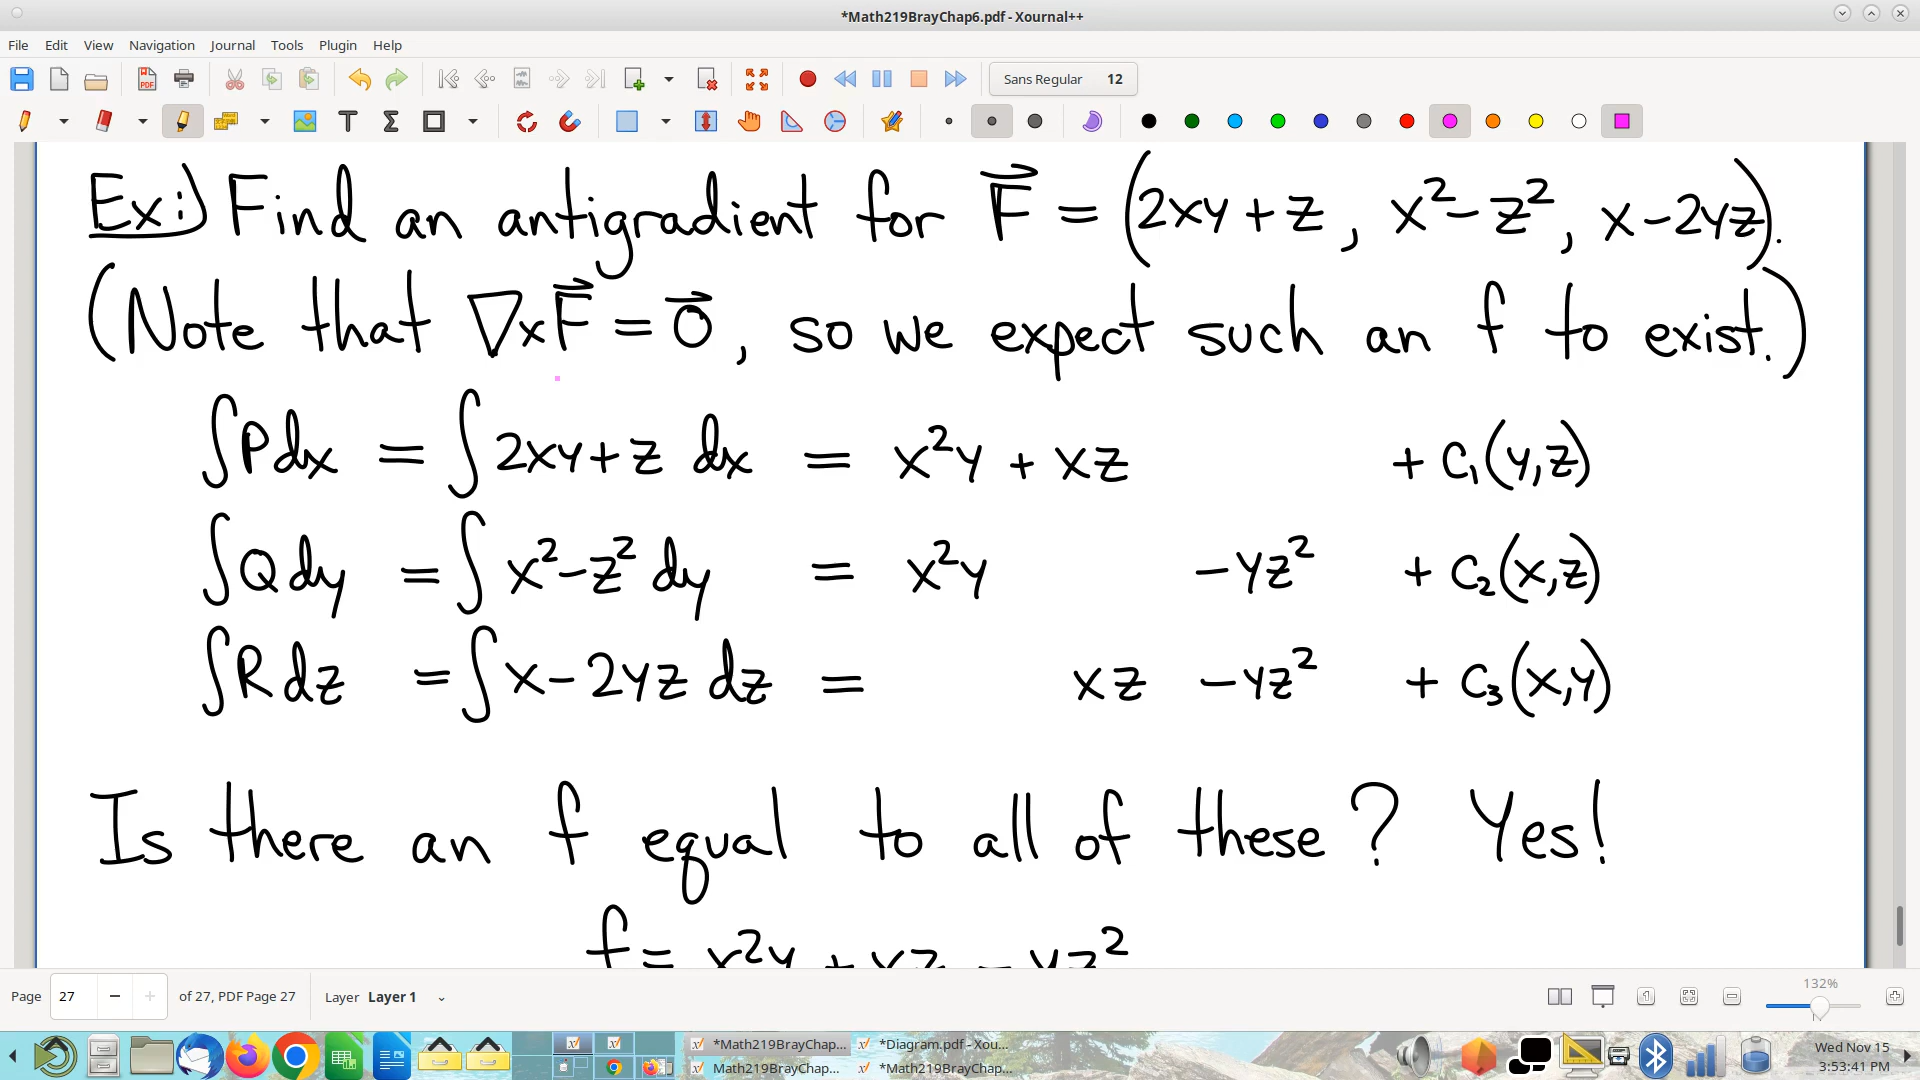 *Math219BrayChap6.pdf - Xournal++
File Edit View Navigation Journal Tools Plugin Help
Sans Regular 12
Ex:) Find an antigradient for F⃗ = (2xy + z, x² - z², x - 2yz).
(Note that ∇×F⃗ = 0⃗, so we expect such an f to exist.)
∫Pdx = ∫2xy + z dx = x²y + xz + C₁(y,z)
∫Q dy = ∫x² - z² dy = x²y - yz² + C₂(x,z)
∫R dz = ∫x - 2yz dz = xz - yz² + C₃(x,y)
Is there an f equal to all of these? Yes!
f = x²y + xz - yz²
Page 27 of 27, PDF Page 27 Layer Layer 1 132%
*Math219BrayChap... *Diagram.pdf - Xou...
Math219BrayChap... *Math219BrayChap...
Wed Nov 15
3:53:41 PM